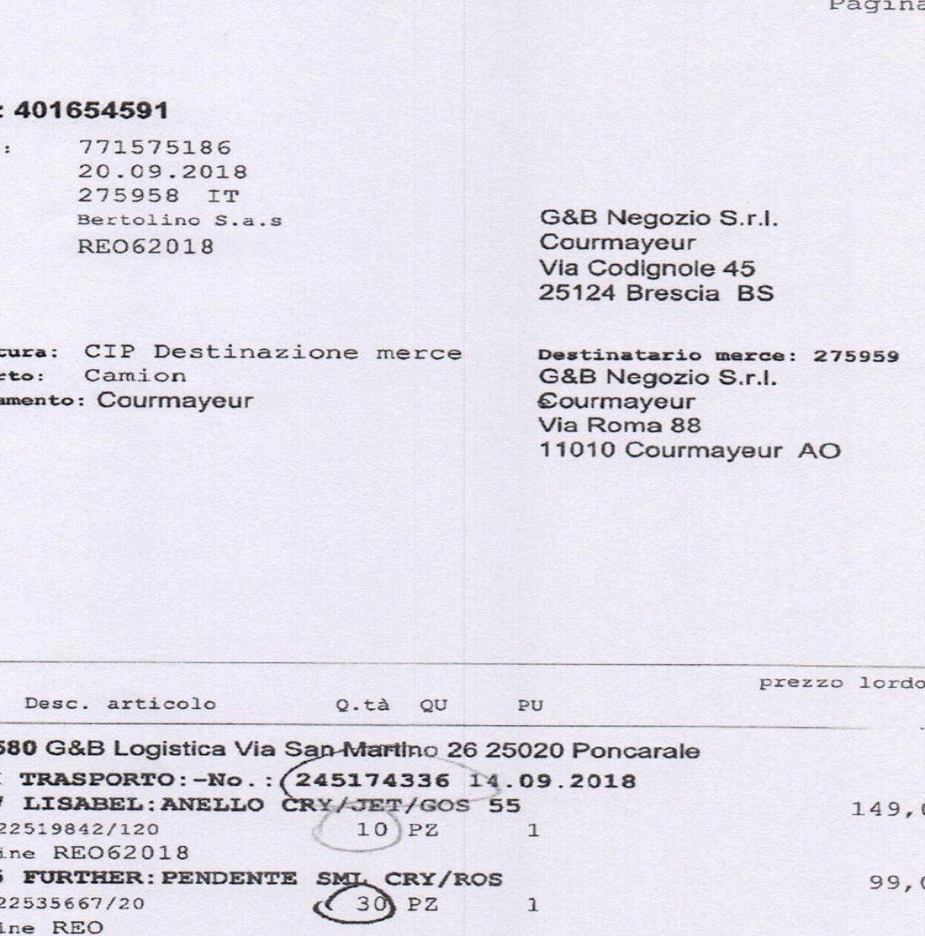 Pagina
: 401654591
: 771575186
20.09.2018
275958 IT
Bertolino S.a.s
REO62018
G&B Negozio S.r.l.
Courmayeur
Via Codignole 45
25124 Brescia BS
tura: CIP Destinazione merce
rto: Camion
amento: Courmayeur
Destinatario merce: 275959
G&B Negozio S.r.l.
Courmayeur
Via Roma 88
11010 Courmayeur AO
prezzo lordo
Desc. articolo Q.tà QU PU
580 G&B Logistica Via San Martino 26 25020 Poncarale
TRASPORTO:-No.: 245174336 14.09.2018
7 LISABEL:ANELLO CRY/JET/GOS 55
149,0
22519842/120 10 PZ 1
ine REO62018
5 FURTHER:PENDENTE SML CRY/ROS
99,0
22535667/20 30 PZ 1
ine REO